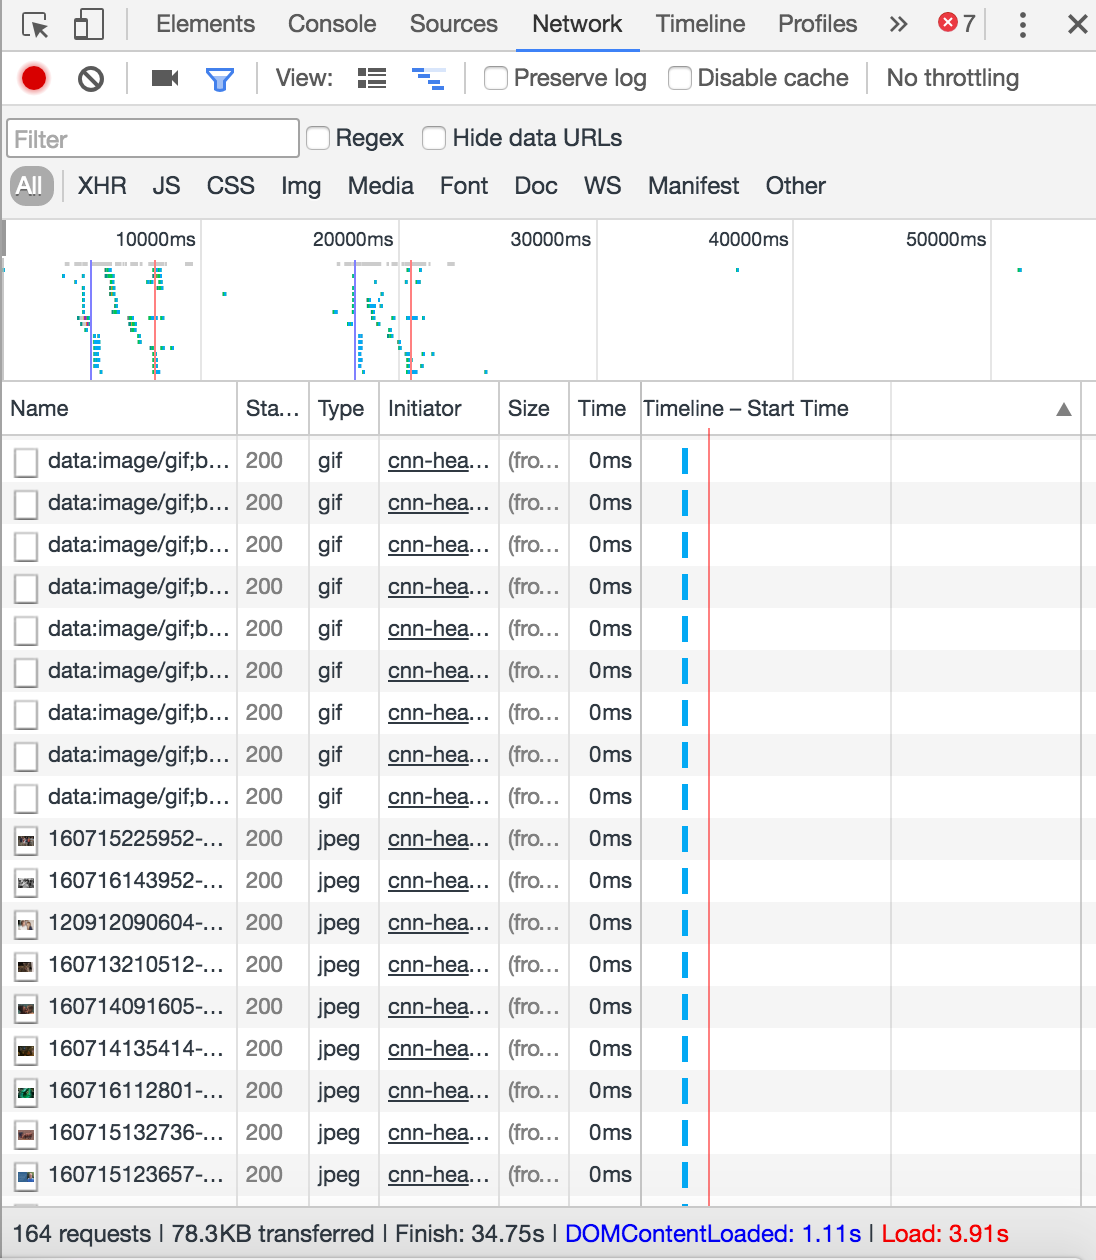 Elements Console Sources Network Timeline Profiles » 7
View: Preserve log Disable cache No throttling
Filter Regex Hide data URLs
All XHR JS CSS Img Media Font Doc WS Manifest Other
10000ms 20000ms 30000ms 40000ms 50000ms
Name Sta... Type Initiator Size Time Timeline – Start Time
data:image/gif;b... 200 gif cnn-hea... (fro... 0ms
data:image/gif;b... 200 gif cnn-hea... (fro... 0ms
data:image/gif;b... 200 gif cnn-hea... (fro... 0ms
data:image/gif;b... 200 gif cnn-hea... (fro... 0ms
data:image/gif;b... 200 gif cnn-hea... (fro... 0ms
data:image/gif;b... 200 gif cnn-hea... (fro... 0ms
data:image/gif;b... 200 gif cnn-hea... (fro... 0ms
data:image/gif;b... 200 gif cnn-hea... (fro... 0ms
data:image/gif;b... 200 gif cnn-hea... (fro... 0ms
160715225952-... 200 jpeg cnn-hea... (fro... 0ms
160716143952-... 200 jpeg cnn-hea... (fro... 0ms
120912090604-... 200 jpeg cnn-hea... (fro... 0ms
160713210512-... 200 jpeg cnn-hea... (fro... 0ms
160714091605-... 200 jpeg cnn-hea... (fro... 0ms
160714135414-... 200 jpeg cnn-hea... (fro... 0ms
160716112801-... 200 jpeg cnn-hea... (fro... 0ms
160715132736-... 200 jpeg cnn-hea... (fro... 0ms
160715123657-... 200 jpeg cnn-hea... (fro... 0ms
164 requests | 78.3KB transferred | Finish: 34.75s | DOMContentLoaded: 1.11s | Load: 3.91s